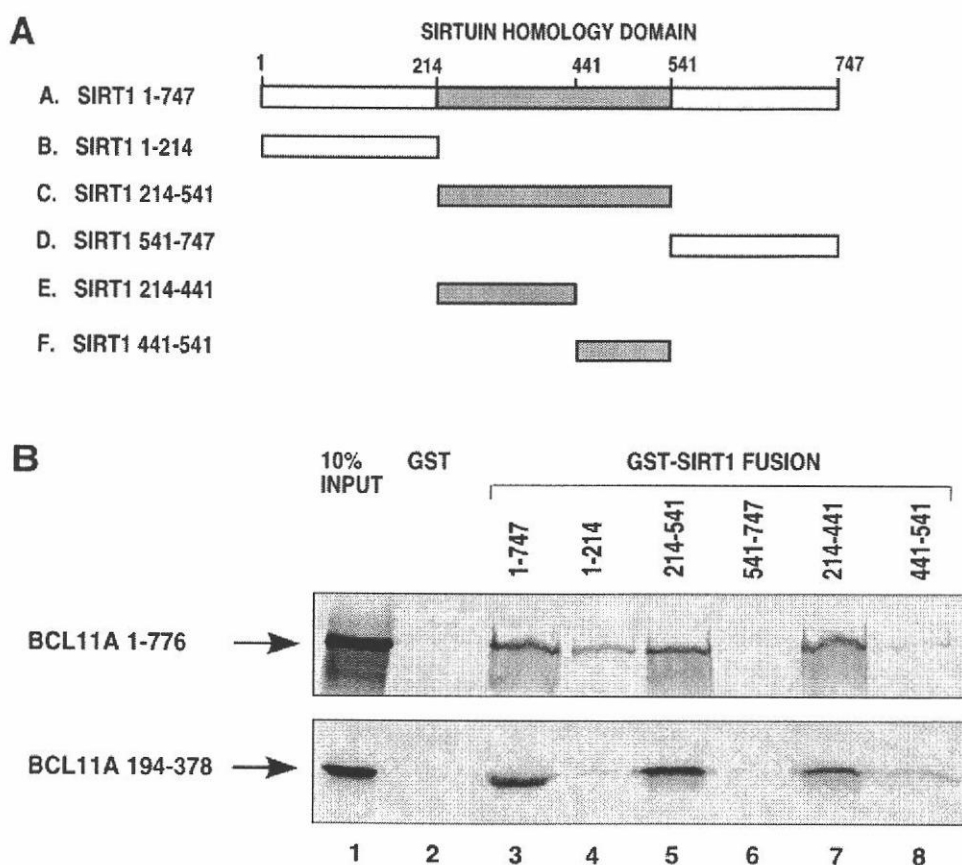 A
SIRTUIN HOMOLOGY DOMAIN
1 214 441 541 747
A. SIRT1 1-747
B. SIRT1 1-214
C. SIRT1 214-541
D. SIRT1 541-747
E. SIRT1 214-441
F. SIRT1 441-541
B
10% INPUT
GST
GST-SIRT1 FUSION
1-747
1-214
214-541
541-747
214-441
441-541
BCL11A 1-776
BCL11A 194-378
1 2 3 4 5 6 7 8